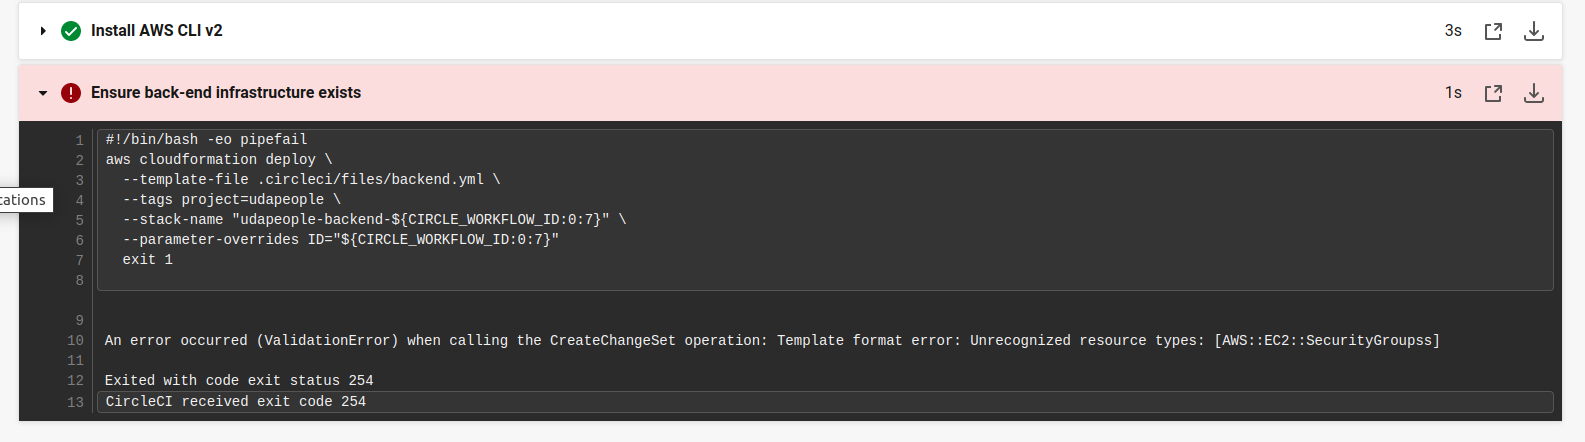 Install AWS CLI v2
3s
Ensure back-end infrastructure exists
1s
1 #!/bin/bash -eo pipefail
2 aws cloudformation deploy \
3 --template-file .circleci/files/backend.yml \
4 --tags project=udapeople \
cations
5 --stack-name "udapeople-backend-${CIRCLE_WORKFLOW_ID:0:7}" \
6 --parameter-overrides ID="${CIRCLE_WORKFLOW_ID:0:7}"
7 exit 1
8
9
10 An error occurred (ValidationError) when calling the CreateChangeSet operation: Template format error: Unrecognized resource types: [AWS::EC2::SecurityGroupss]
11
12 Exited with code exit status 254
13 CircleCI received exit code 254